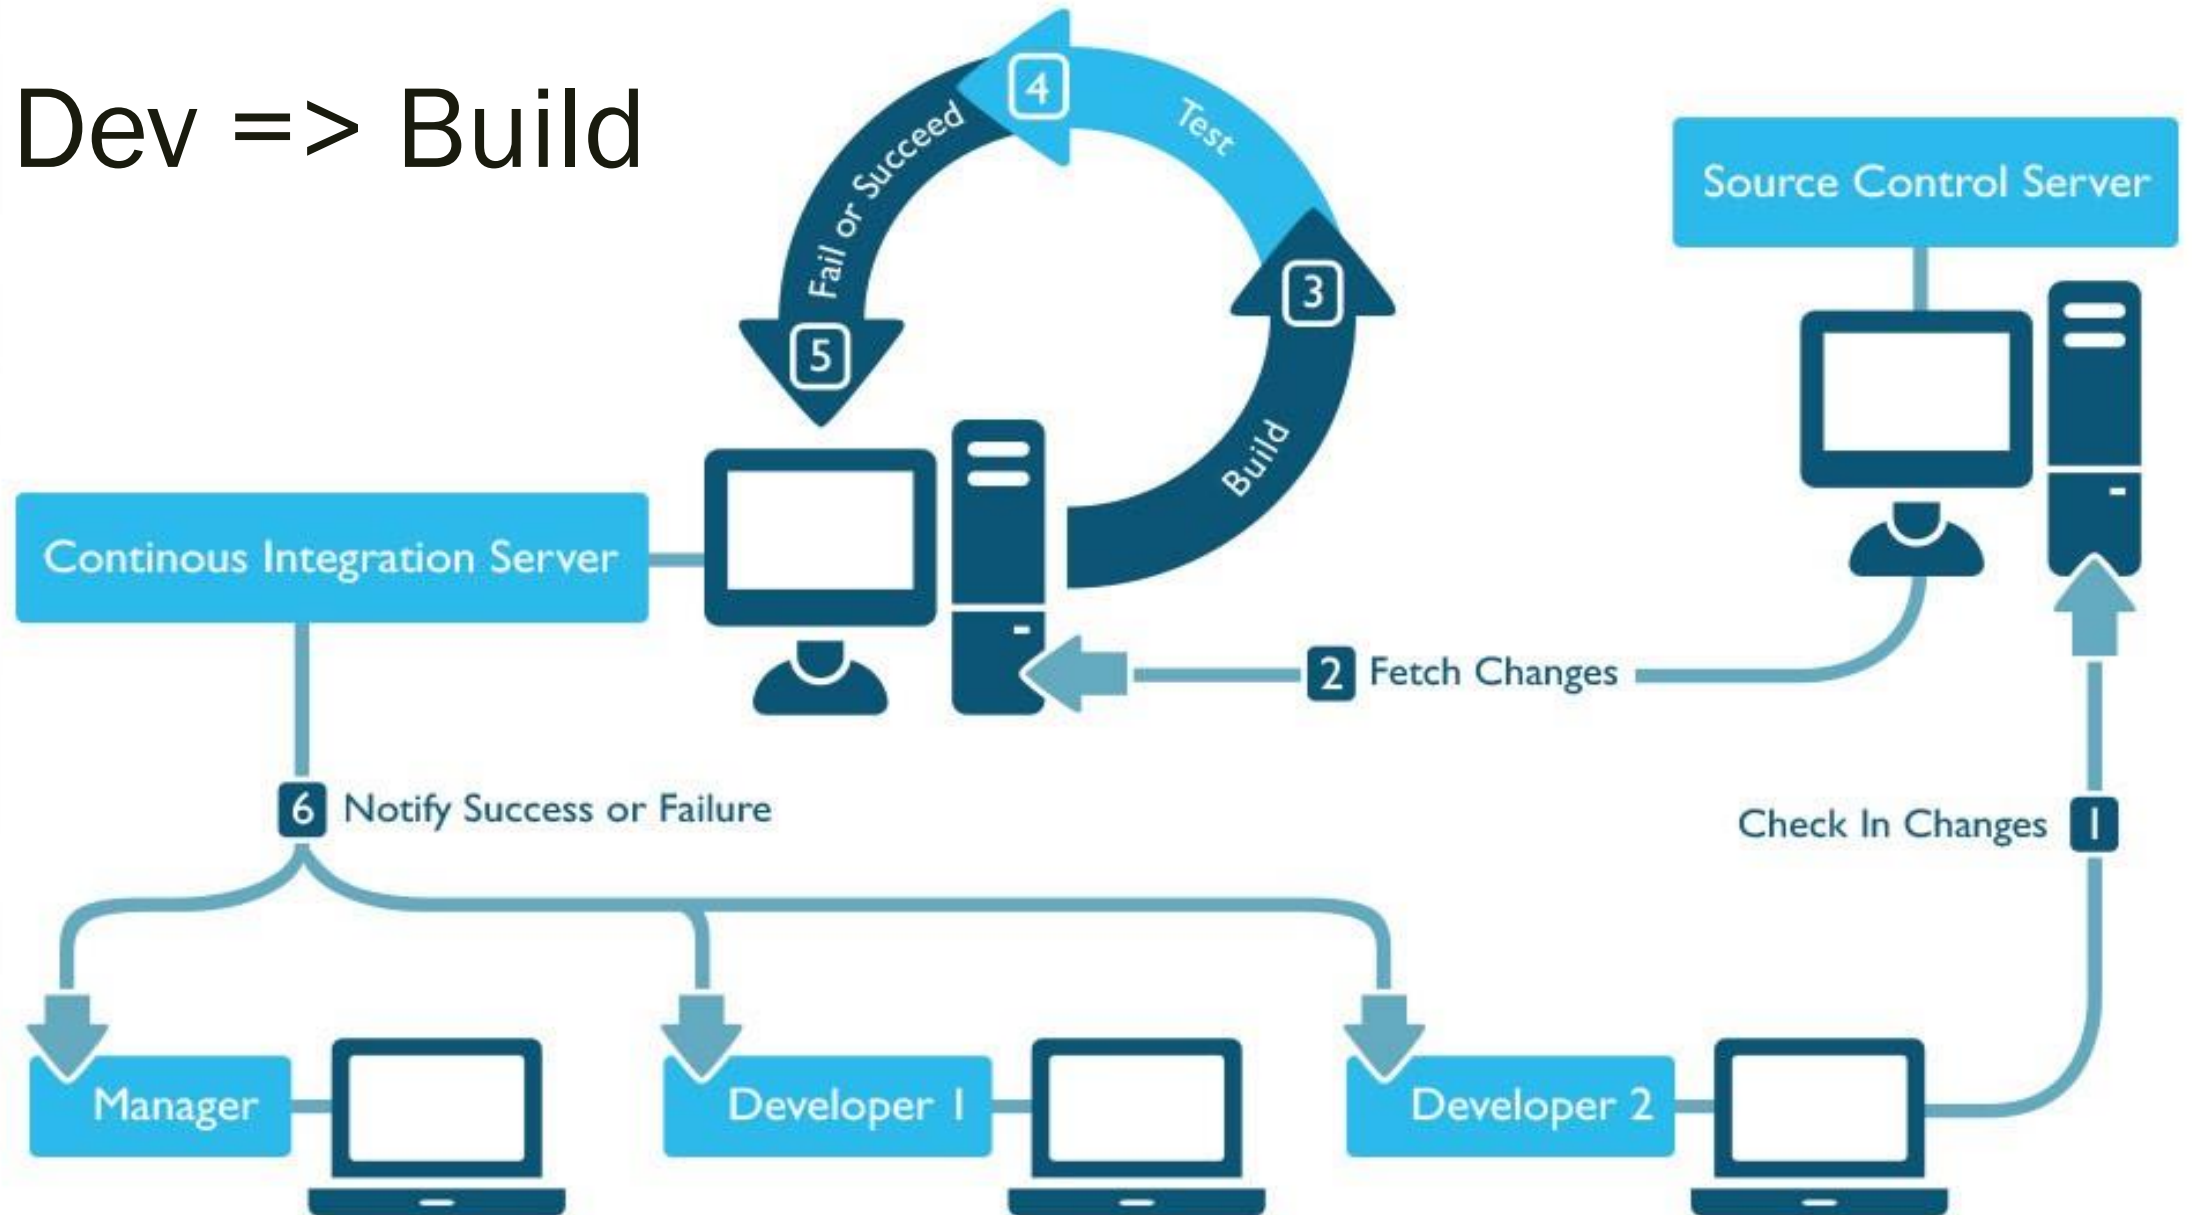 Dev => Build
4
Test
Fail or Succeed
3
5
Build
Source Control Server
Continous Integration Server
2 Fetch Changes
6 Notify Success or Failure
Check In Changes 1
Manager
Developer 1
Developer 2